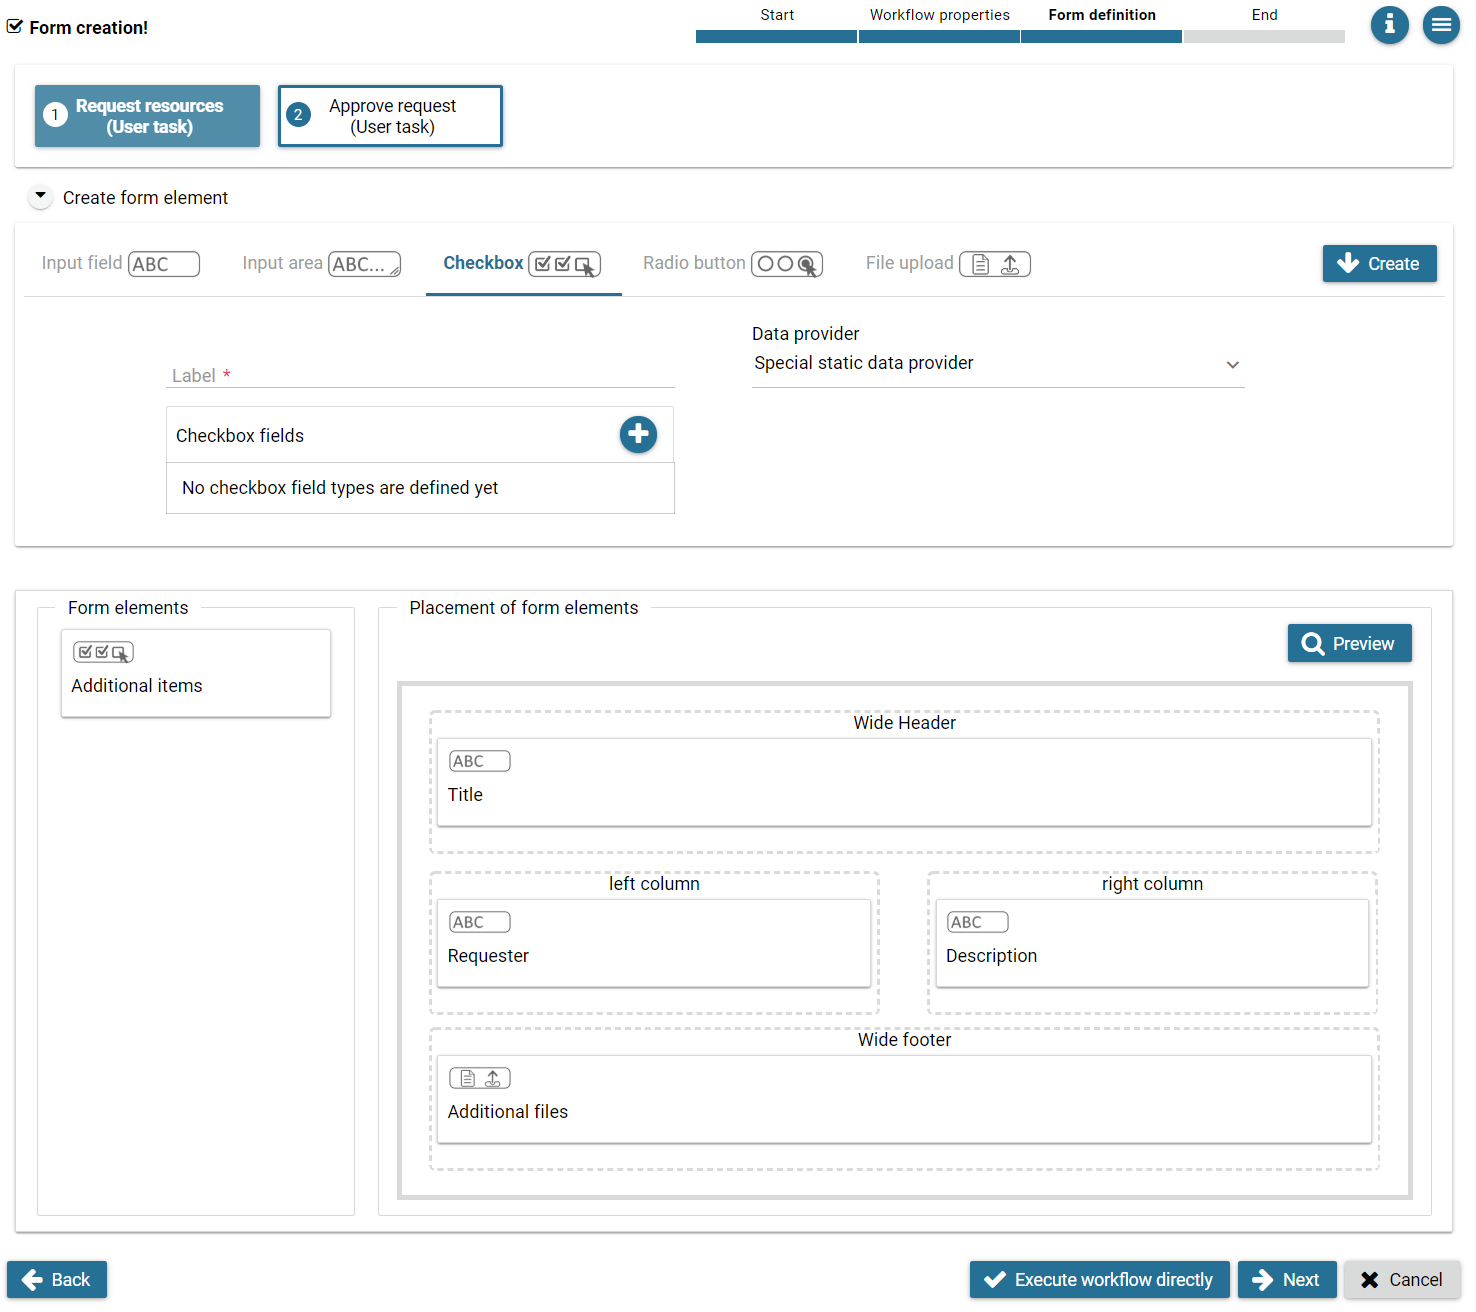 Form creation!
Start
Workflow properties
Form definition
End
1
Request resources
(User task)
2
Approve request
(User task)
Create form element
Input field ABC
Input area ABC...
Checkbox
Radio button
File upload
Create
Data provider
Special static data provider
Label *
Checkbox fields
No checkbox field types are defined yet
Form elements
Additional items
Placement of form elements
Preview
Wide Header
ABC
Title
left column
ABC
Requester
right column
ABC
Description
Wide footer
Additional files
Back
Execute workflow directly
Next
Cancel